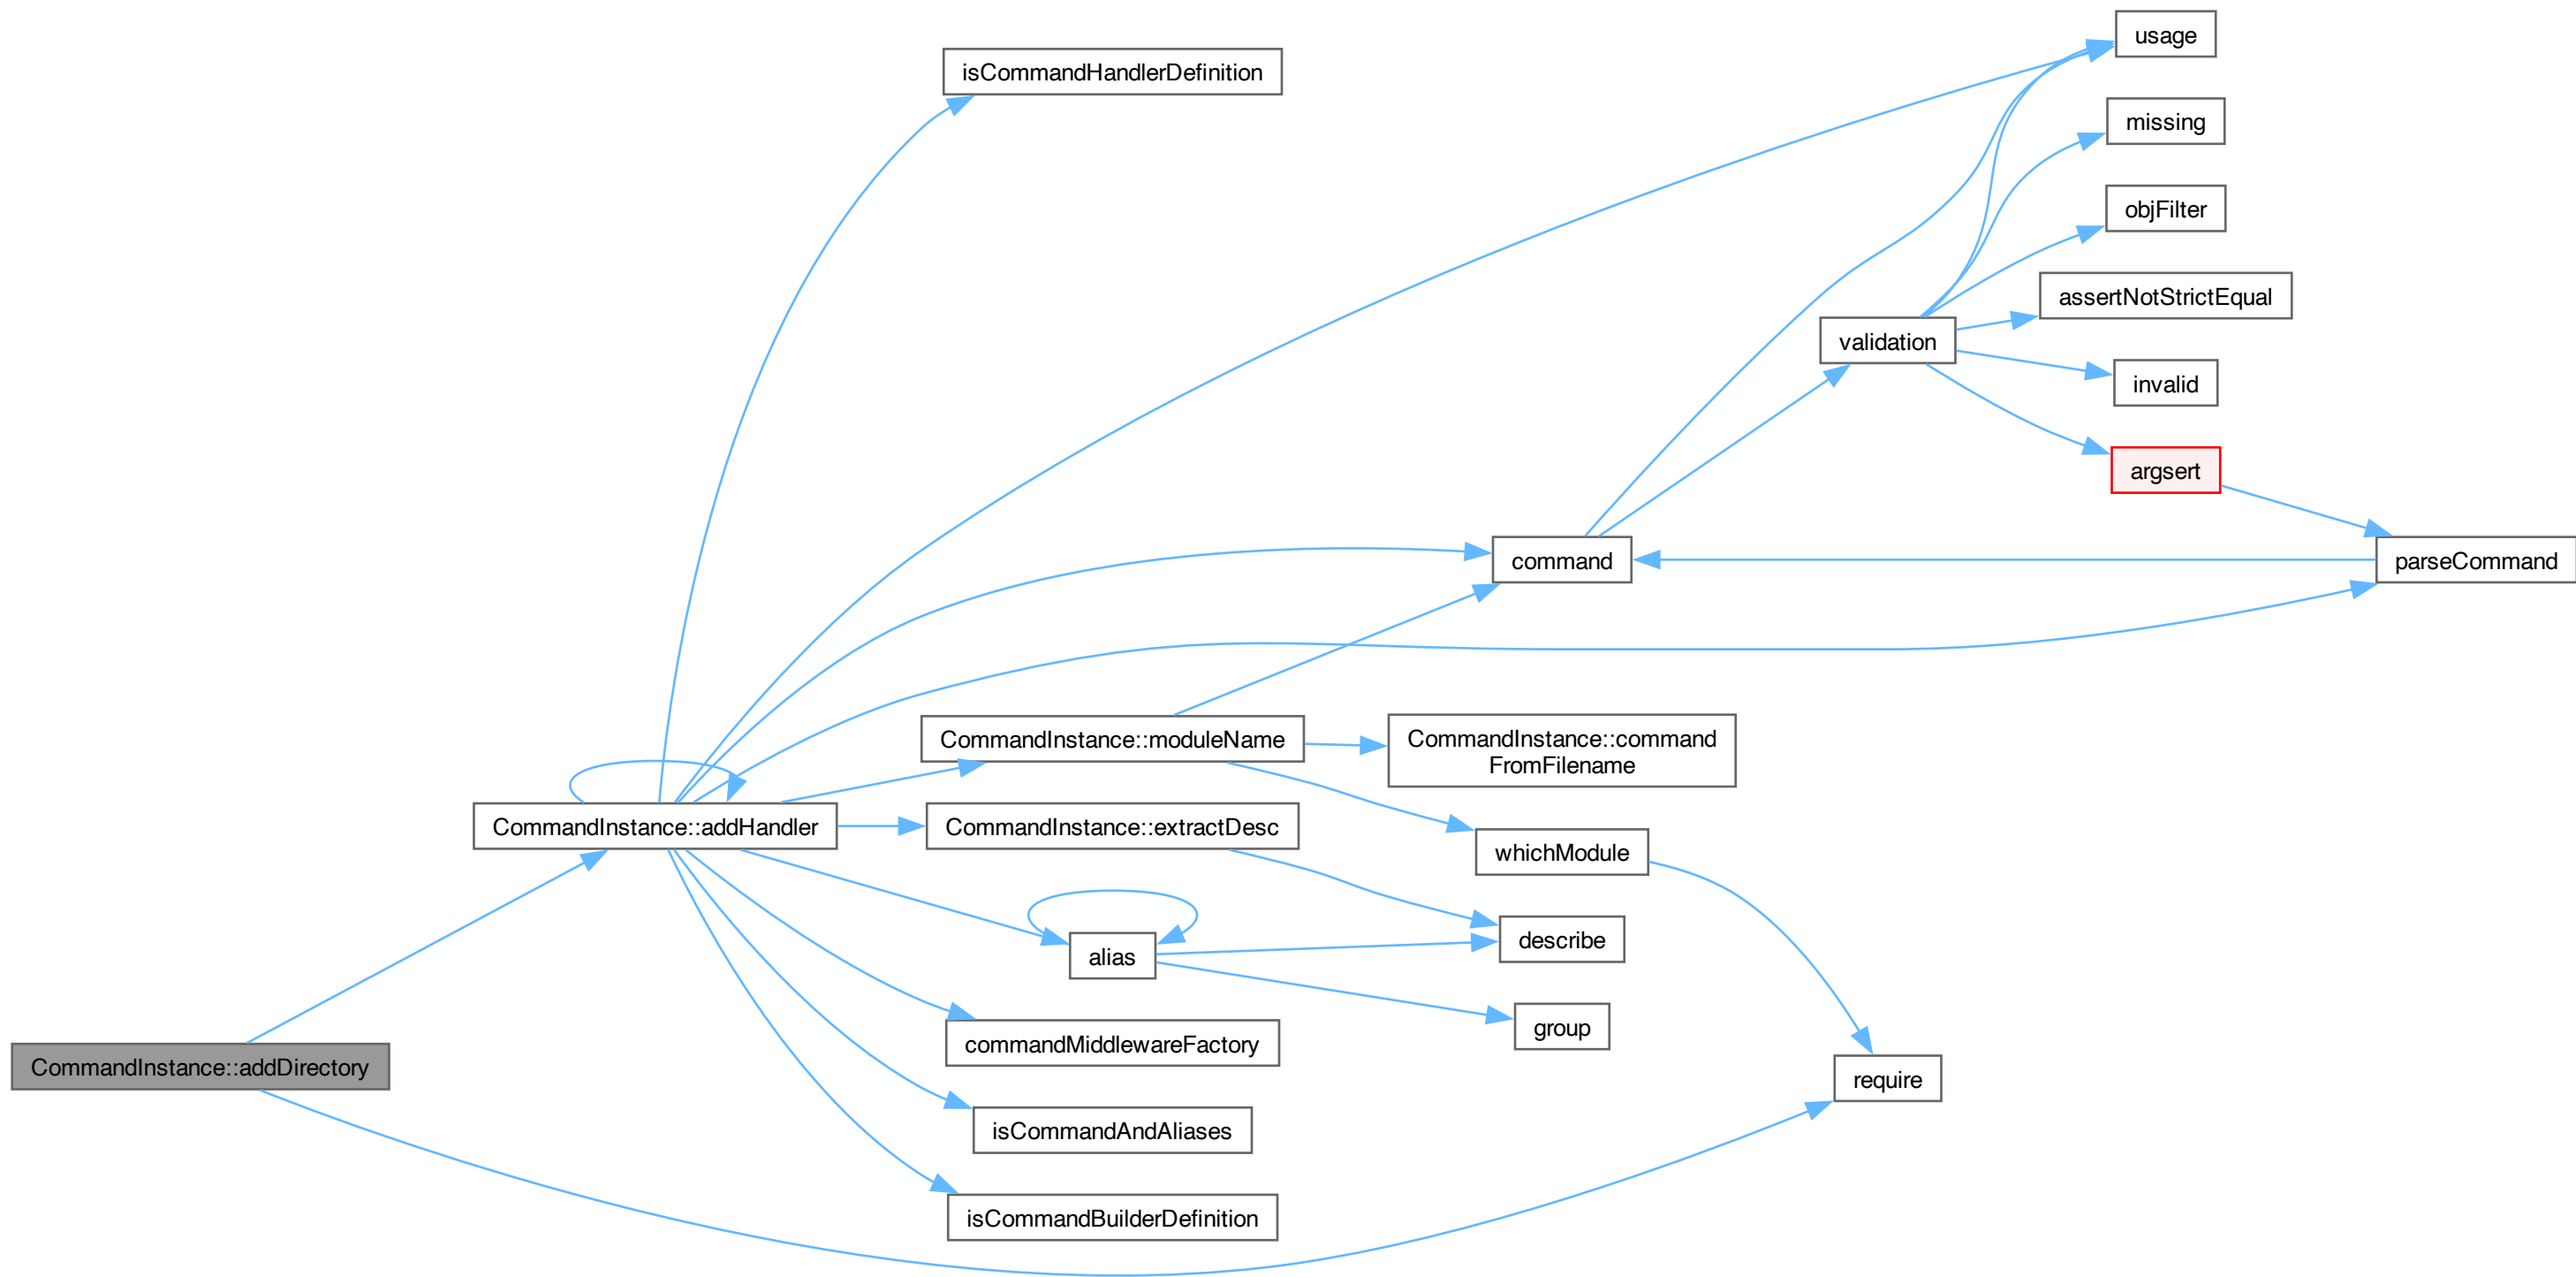 usage
isCommandHandlerDefinition
missing
objFilter
assertNotStrictEqual
validation
invalid
argsert
command
parseCommand
CommandInstance::moduleName
CommandInstance::command
FromFilename
CommandInstance::addHandler
CommandInstance::extractDesc
whichModule
describe
alias
group
commandMiddlewareFactory
CommandInstance::addDirectory
require
isCommandAndAliases
isCommandBuilderDefinition